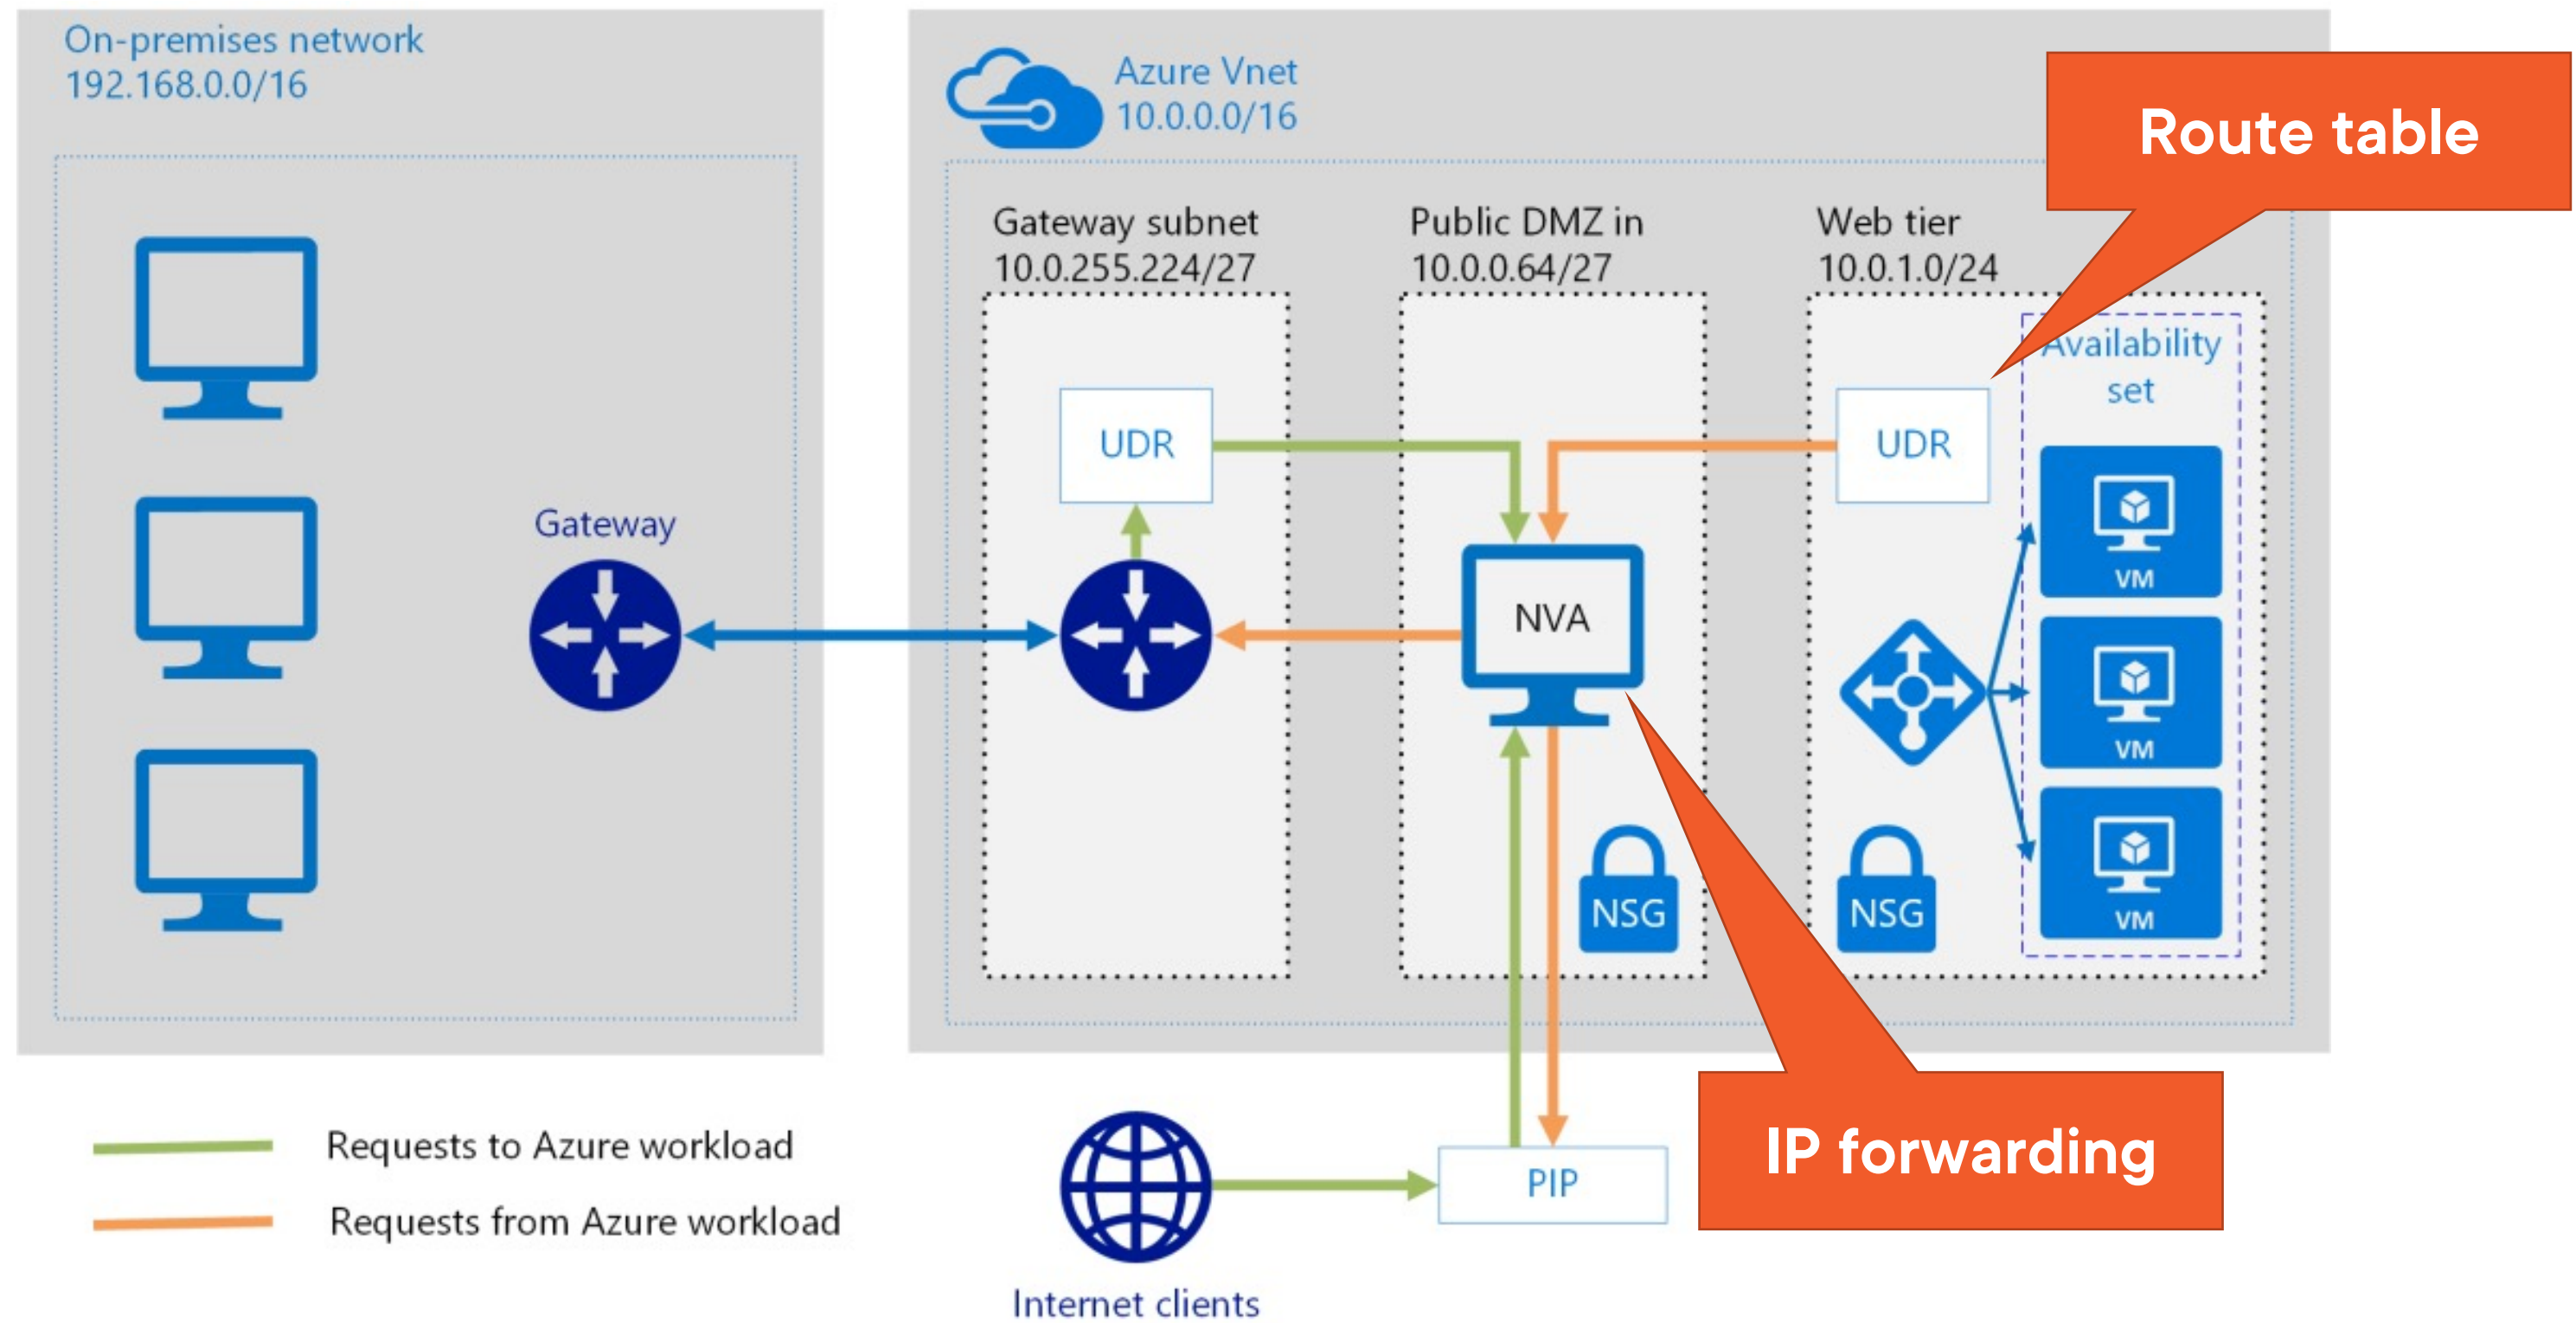 On-premises network
192.168.0.0/16
Azure Vnet
10.0.0.0/16
Route table
Gateway subnet
10.0.255.224/27
Public DMZ in
10.0.0.64/27
Web tier
10.0.1.0/24
Availability
set
UDR
UDR
Gateway
NVA
VM
VM
VM
NSG
NSG
Requests to Azure workload
Requests from Azure workload
PIP
IP forwarding
Internet clients